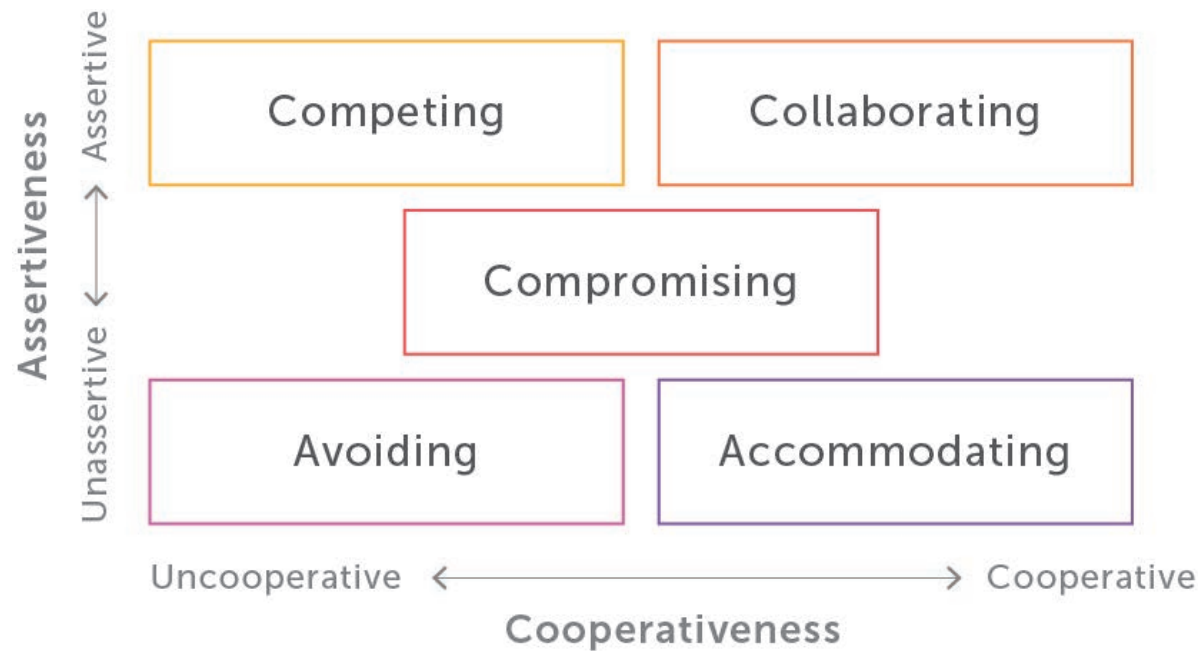 Assertiveness
Assertive
Unassertive
Competing
Collaborating
Compromising
Avoiding
Accommodating
Uncooperative
Cooperative
Cooperativeness